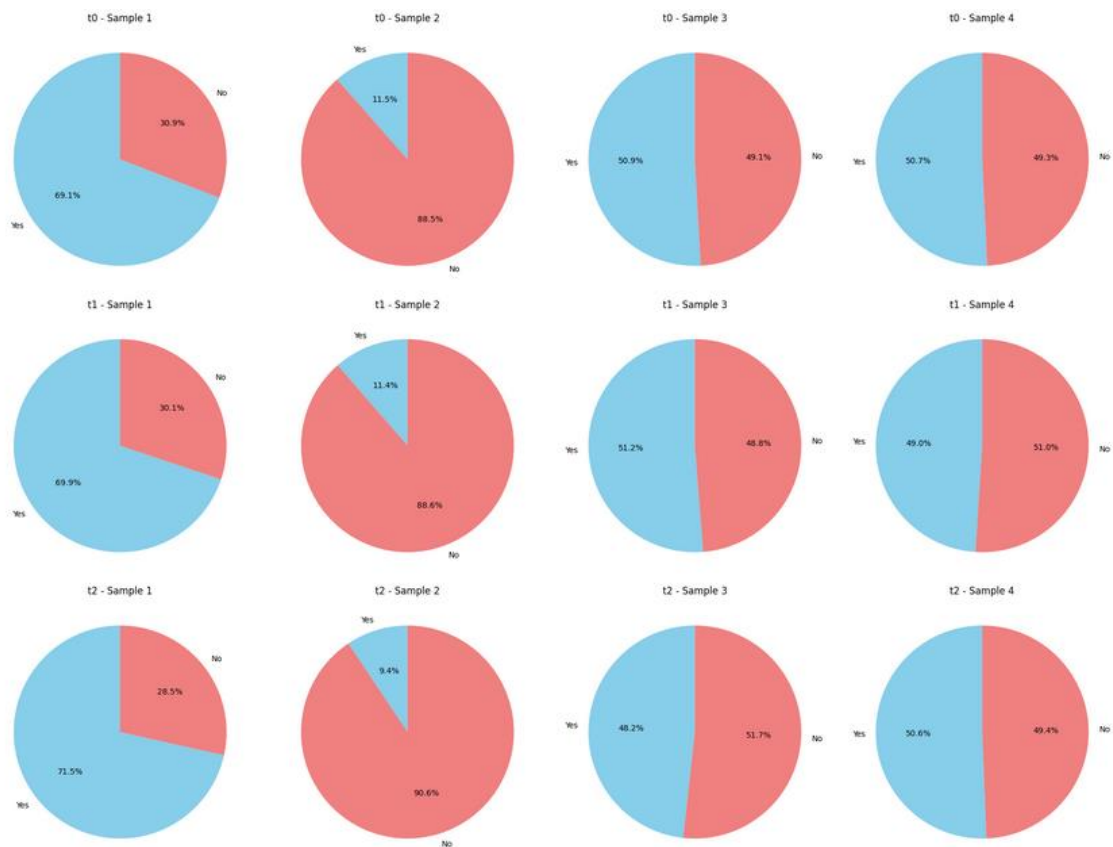 t0 - Sample 1
No
30.9%
69.1%
Yes
t0 - Sample 2
Yes
11.5%
88.5%
No
t0 - Sample 3
Yes
50.9%
49.1%
No
t0 - Sample 4
Yes
50.7%
49.3%
No
t1 - Sample 1
No
30.1%
69.9%
Yes
t1 - Sample 2
Yes
11.4%
88.6%
No
t1 - Sample 3
Yes
51.2%
48.8%
No
t1 - Sample 4
Yes
49.0%
51.0%
No
t2 - Sample 1
No
28.5%
71.5%
Yes
t2 - Sample 2
Yes
9.4%
90.6%
No
t2 - Sample 3
Yes
48.2%
51.7%
No
t2 - Sample 4
Yes
50.6%
49.4%
No